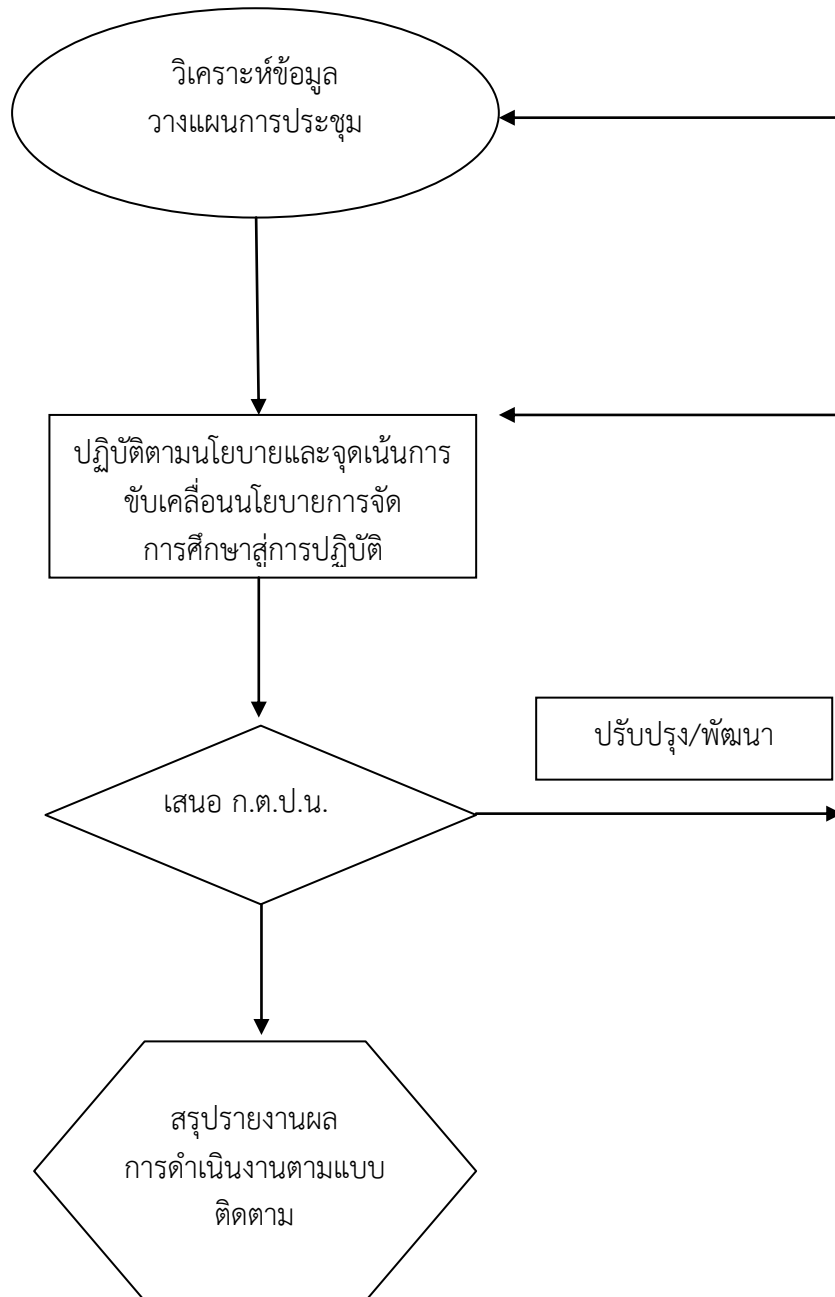 วิเคราะห์ข้อมูล
วางแผนการประชุม
ปฏิบัติตามนโยบายและจุดเน้นการ
ขับเคลื่อนนโยบายการจัด
การศึกษาสู่การปฏิบัติ
ปรับปรุง/พัฒนา
เสนอ ก.ต.ป.น.
สรุปรายงานผล
การดำเนินงานตามแบบ
ติดตาม